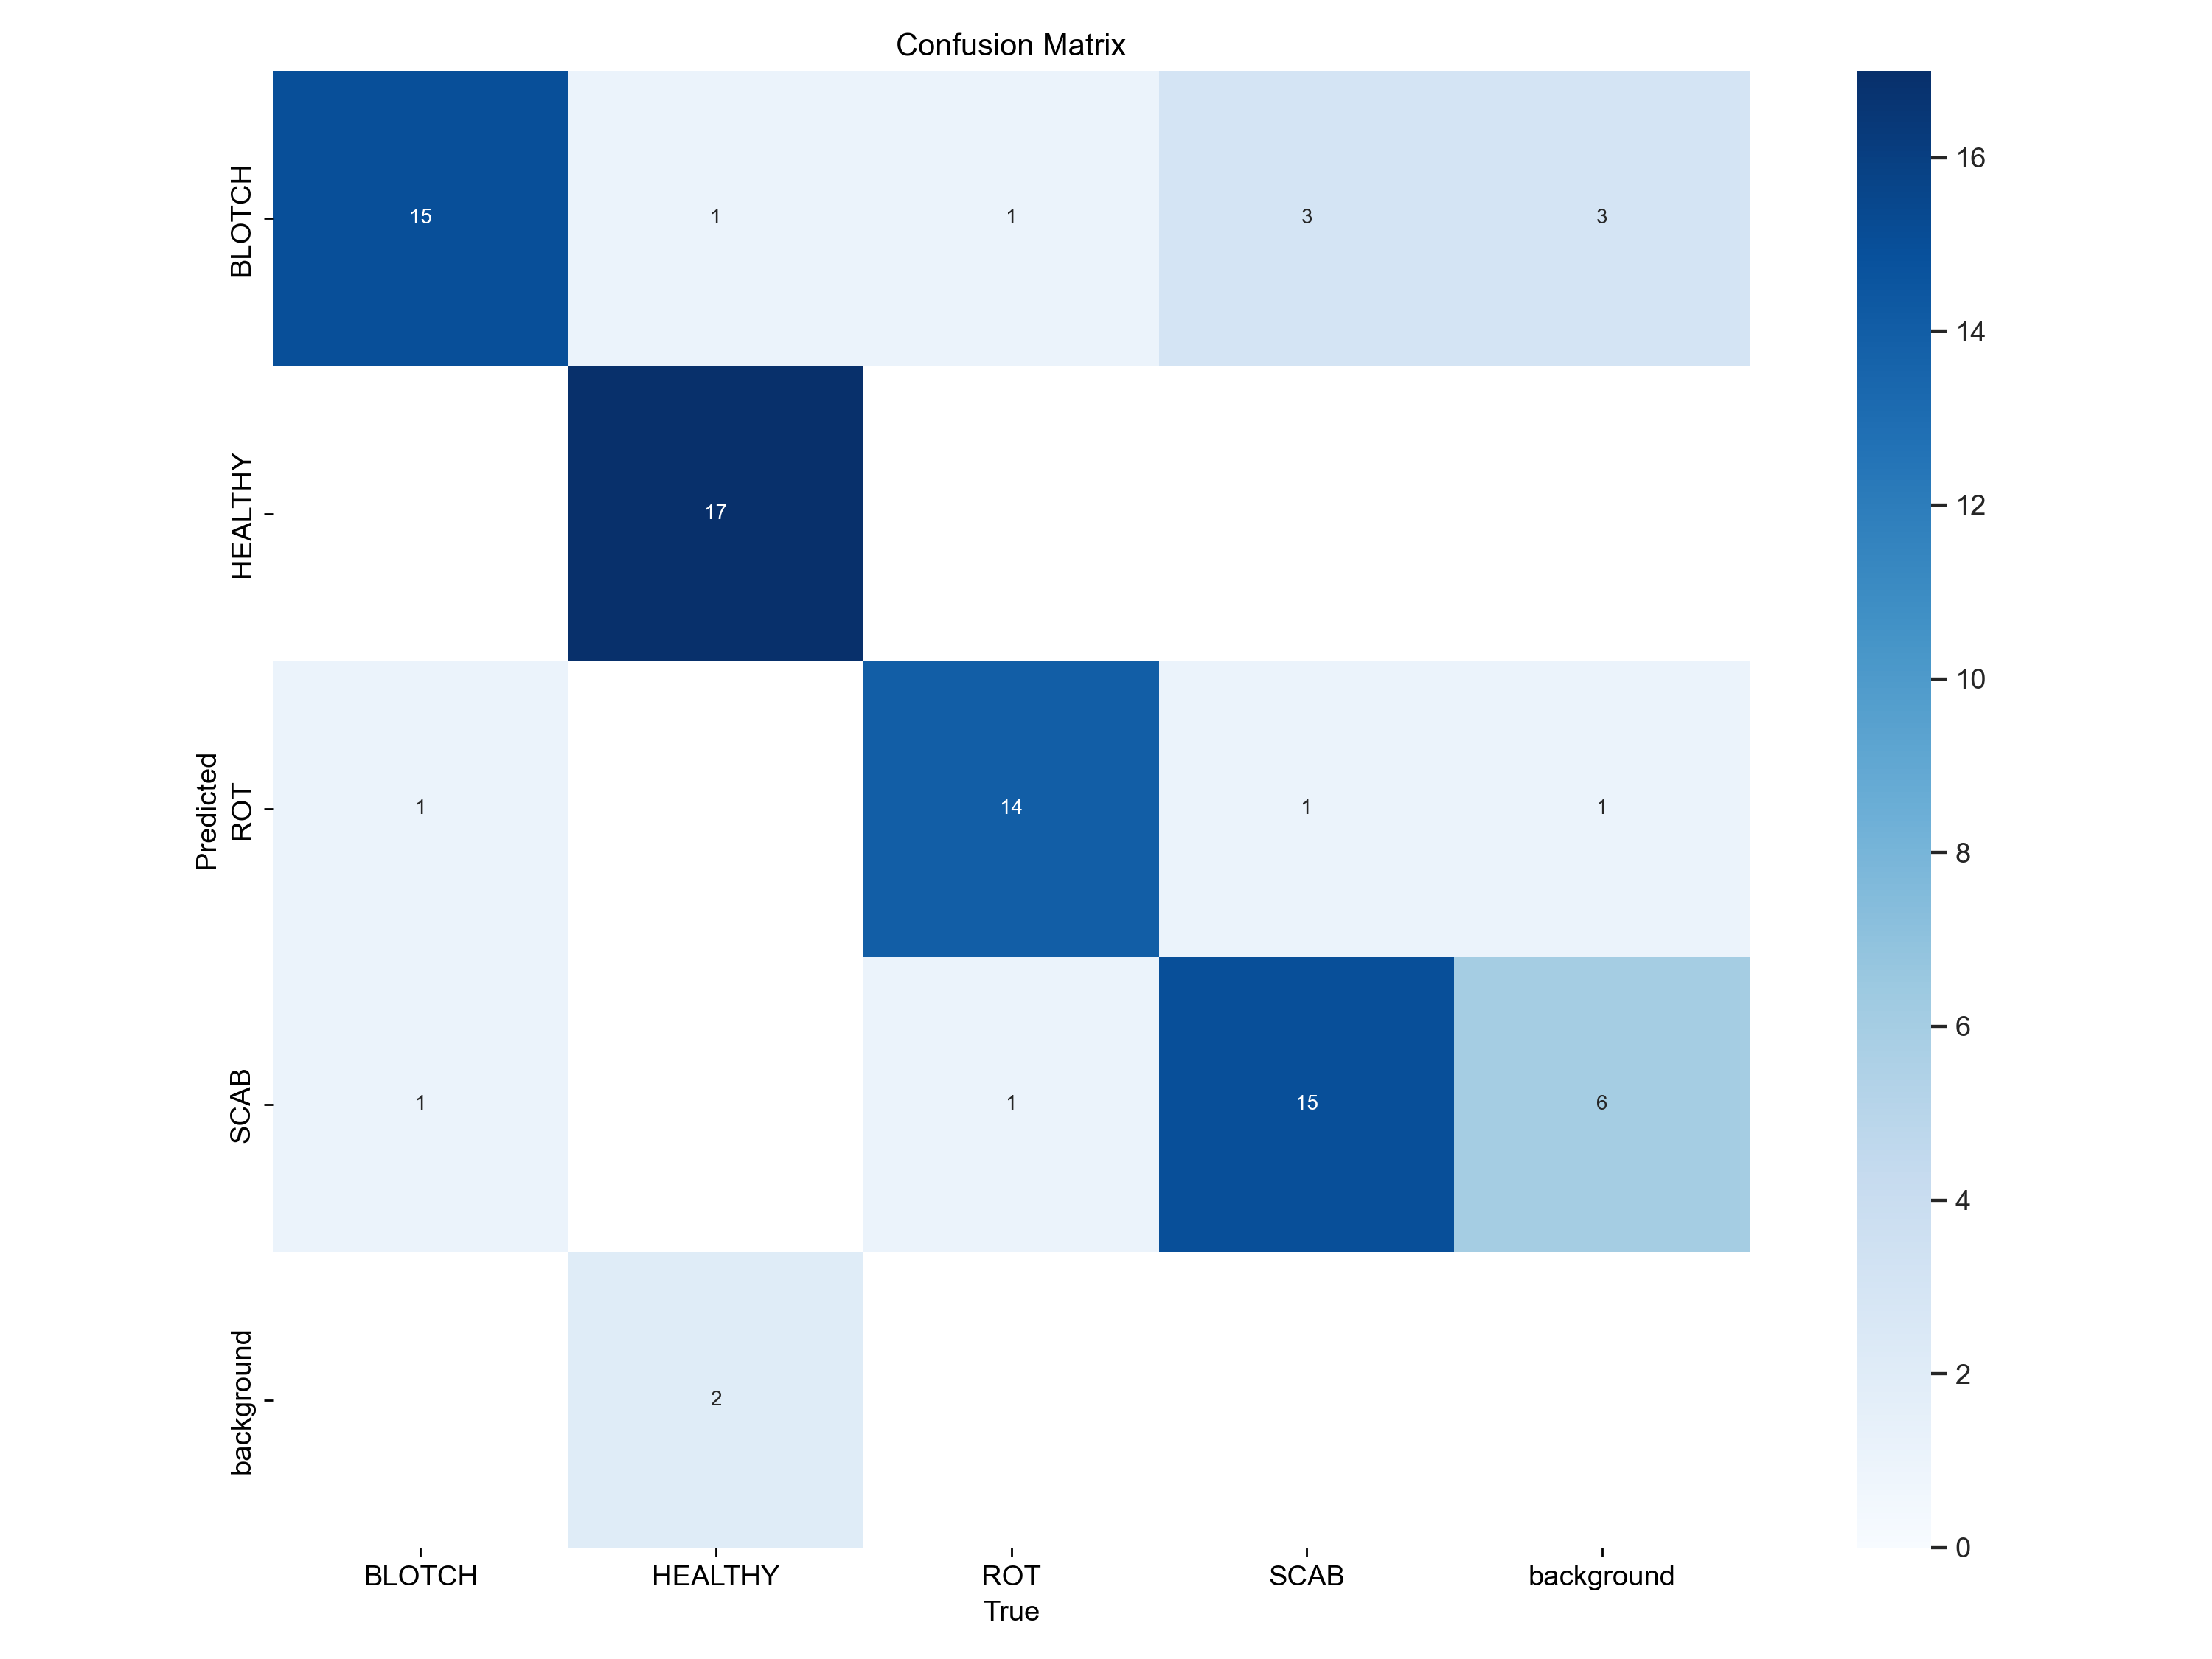 Confusion Matrix
BLOTCH
15
1
1
3
3
16
14
HEALTHY
17
12
10
Predicted
ROT
1
14
1
1
8
SCAB
1
1
15
6
6
4
background
2
2
0
BLOTCH
HEALTHY
ROT
SCAB
background
True